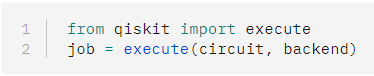 1 from qiskit import execute
2 job = execute(circuit, backend)